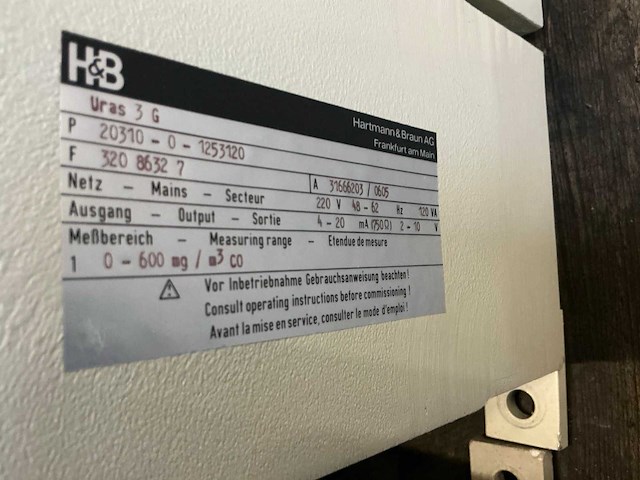 H&B
Hartmann&Braun AG
Frankfurt am Main
Uras 3 G
P 20310-0-1253120
F 320 8632 7
A 31666203 / 0605
Netz - Mains - Secteur 220 V 48 - 62 Hz 120 VA
Ausgang - Output - Sortie 4 - 20 mA (750Ω) 2 - 10 V
Meßbereich - Measuring range - Etendue de mesure
1 0 - 600 mg / m³ CO
⚠ Vor Inbetriebnahme Gebrauchsanweisung beachten!
Consult operating instructions before commissioning !
Avant la mise en service, consulter le mode d'emploi !